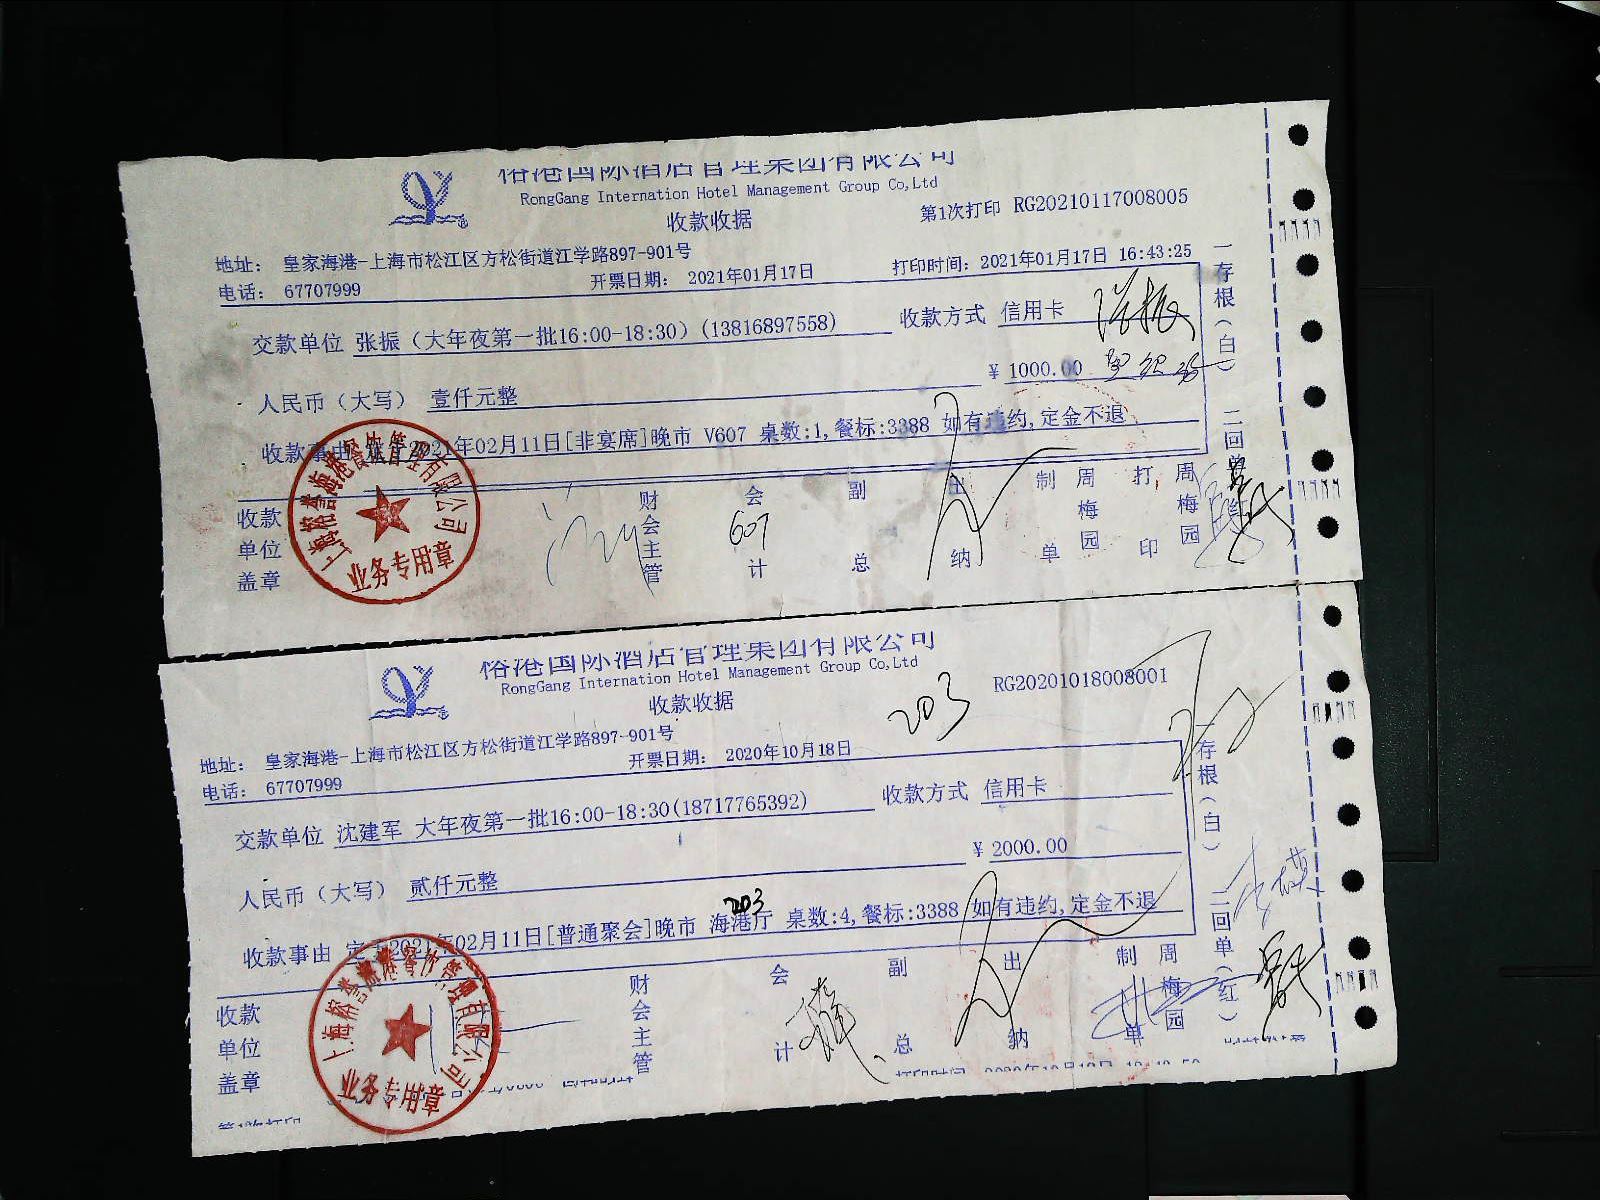 榕港国际酒店管理集团有限公司
RongGang Internation Hotel Management Group Co,Ltd
收款收据
第1次打印 RG20210117008005
地址： 皇家海港-上海市松江区方松街道江学路897-901号
电话： 67707999
开票日期： 2021年01月17日
打印时间：2021年01月17日 16:43:25
交款单位 张振（大年夜第一批16:00-18:30）(13816897558)
收款方式 信用卡
人民币（大写） 壹仟元整
¥ 1000.00
收款事由 定于2021年02月11日[非宴席]晚市 V607 桌数:1,餐标:3388 如有违约,定金不退
收款单位盖章
财会主管
会计
607
副总
出纳
制单 周梅园
打印 周梅园
一存根（白） 二回单
业务专用章
榕港国际酒店管理集团有限公司
RongGang Internation Hotel Management Group Co,Ltd
收款收据
203
RG20201018008001
地址： 皇家海港-上海市松江区方松街道江学路897-901号
电话： 67707999
开票日期： 2020年10月18日
交款单位 沈建军 大年夜第一批16:00-18:30(18717765392)
收款方式 信用卡
人民币（大写） 贰仟元整
¥ 2000.00
203
收款事由 定于2021年02月11日[普通聚会]晚市 海港厅 桌数:4,餐标:3388 如有违约,定金不退
收款单位盖章
财会主管
会计
副总
出纳
制单 周梅园
存根（白） 二回单（红）
业务专用章
第1次打印